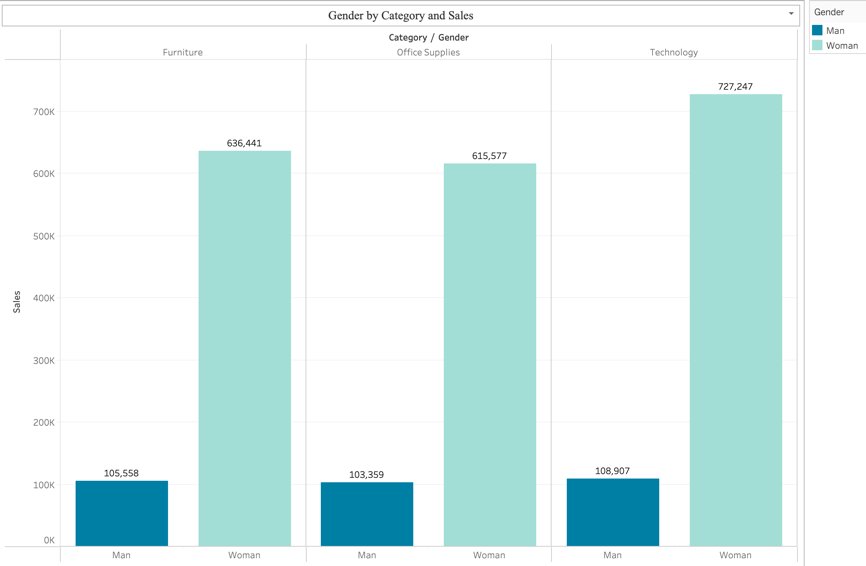 Gender by Category and Sales
Category / Gender
Furniture Office Supplies Technology
Sales
700K
600K
500K
400K
300K
200K
100K
0K
105,558
636,441
103,359
615,577
108,907
727,247
Man Woman Man Woman Man Woman
Gender
Man
Woman